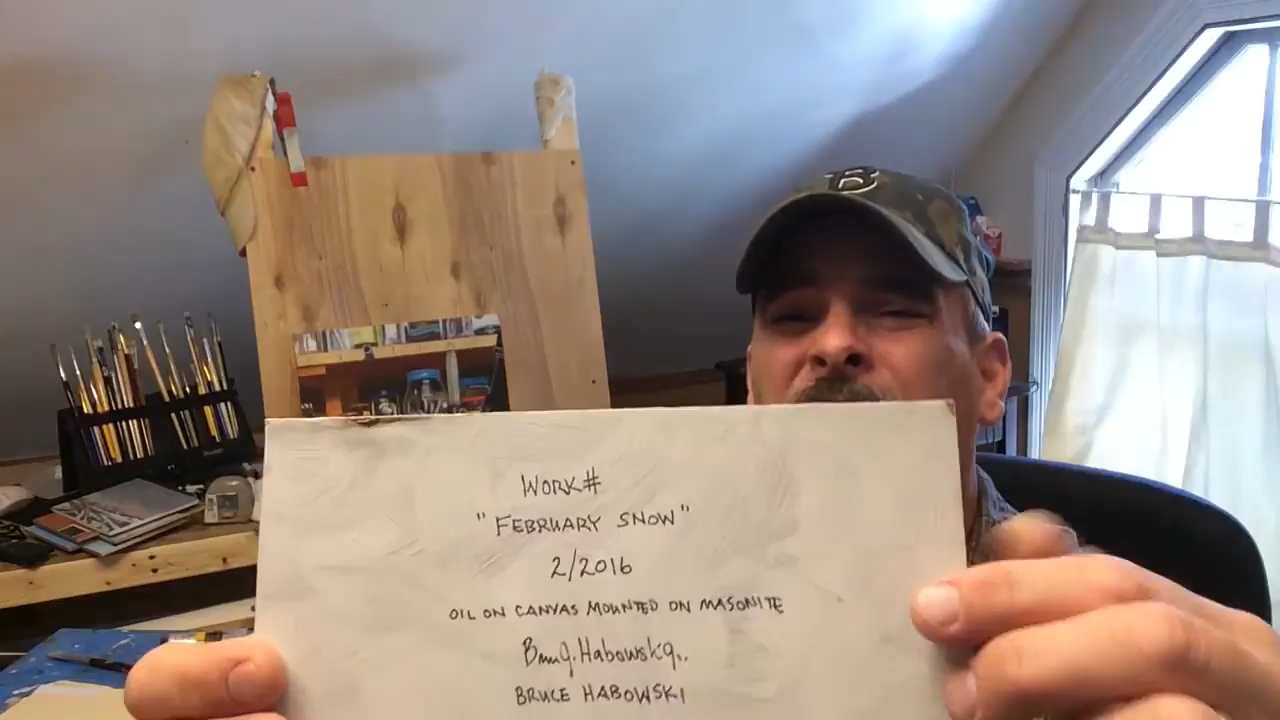 B
WORK#
"FEBRUARY SNOW"
2/2016
OIL ON CANVAS MOUNTED ON MASONITE
Bruce J. Habowski
BRUCE HABOWSKI